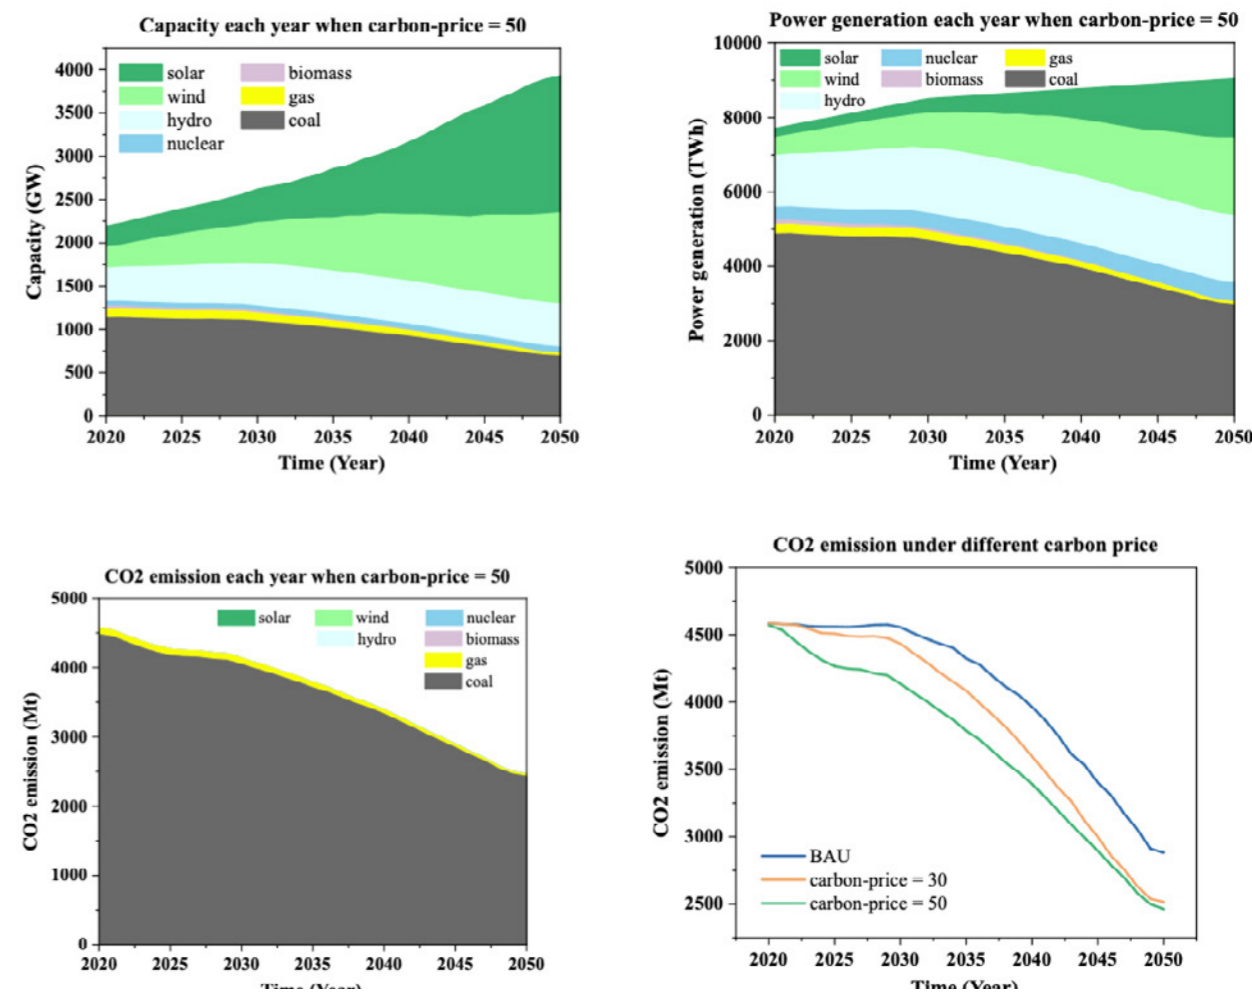 Capacity each year when carbon-price = 50
4000
3500
3000
2500
2000
1500
1000
500
0
Capacity (GW)
solar
biomass
wind
gas
hydro
coal
nuclear
2020 2025 2030 2035 2040 2045 2050
Time (Year)
Power generation each year when carbon-price = 50
10000
8000
6000
4000
2000
0
Power generation (TWh)
solar
nuclear
gas
wind
biomass
coal
hydro
2020 2025 2030 2035 2040 2045 2050
Time (Year)
CO2 emission each year when carbon-price = 50
5000
4000
3000
2000
1000
0
CO2 emission (Mt)
solar
wind
nuclear
hydro
biomass
gas
coal
2020 2025 2030 2035 2040 2045 2050
Time (Year)
CO2 emission under different carbon price
5000
4500
4000
3500
3000
2500
CO2 emission (Mt)
BAU
carbon-price = 30
carbon-price = 50
2020 2025 2030 2035 2040 2045 2050
Time (Year)